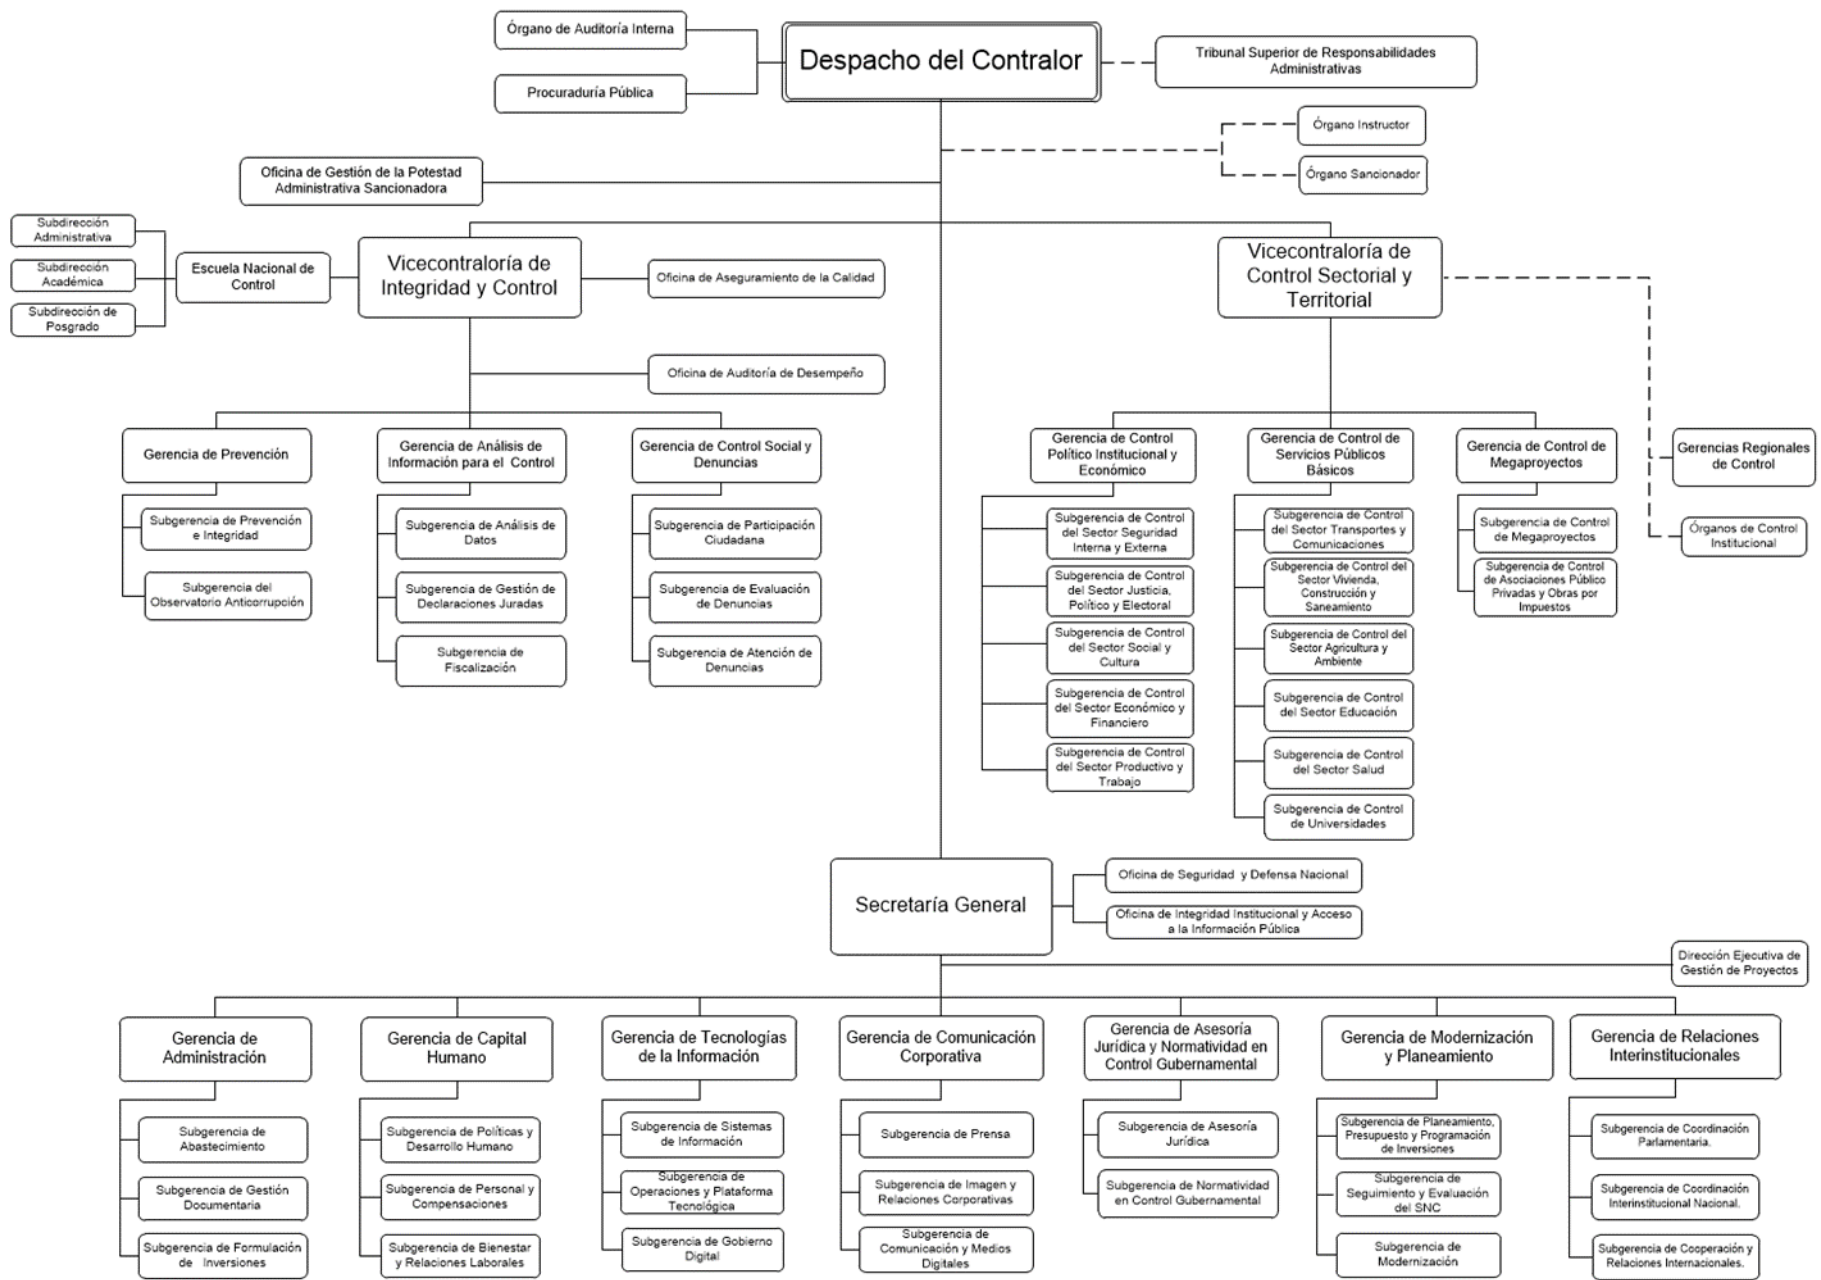 Órgano de Auditoría Interna
Procuraduría Pública
Despacho del Contralor
Tribunal Superior de Responsabilidades
Administrativas
Órgano Instructor
Órgano Sancionador
Oficina de Gestión de la Potestad
Administrativa Sancionadora
Subdirección
Administrativa
Subdirección
Académica
Subdirección de
Posgrado
Escuela Nacional de
Control
Vicecontraloría de
Integridad y Control
Oficina de Aseguramiento de la Calidad
Vicecontraloría de
Control Sectorial y
Territorial
Oficina de Auditoría de Desempeño
Gerencia de Prevención
Subgerencia de Prevención
e Integridad
Subgerencia del
Observatorio Anticorrupción
Gerencia de Análisis de
Información para el Control
Subgerencia de Análisis de
Datos
Subgerencia de Gestión de
Declaraciones Juradas
Subgerencia de
Fiscalización
Gerencia de Control Social y
Denuncias
Subgerencia de Participación
Ciudadana
Subgerencia de Evaluación
de Denuncias
Subgerencia de Atención de
Denuncias
Gerencia de Control
Político Institucional y
Económico
Subgerencia de Control
del Sector Seguridad
Interna y Externa
Subgerencia de Control
del Sector Justicia,
Político y Electoral
Subgerencia de Control
del Sector Social y
Cultura
Subgerencia de Control
del Sector Económico y
Financiero
Subgerencia de Control
del Sector Productivo y
Trabajo
Gerencia de Control de
Servicios Públicos
Básicos
Subgerencia de Control
del Sector Transportes y
Comunicaciones
Subgerencia de Control del
Sector Vivienda,
Construcción y
Saneamiento
Subgerencia de Control del
Sector Agricultura y
Ambiente
Subgerencia de Control
del Sector Educación
Subgerencia de Control
del Sector Salud
Subgerencia de Control
de Universidades
Gerencia de Control de
Megaproyectos
Subgerencia de Control
de Megaproyectos
Subgerencia de Control
de Asociaciones Público
Privadas y Obras por
Impuestos
Gerencias Regionales
de Control
Órganos de Control
Institucional
Secretaría General
Oficina de Seguridad y Defensa Nacional
Oficina de Integridad Institucional y Acceso
a la Información Pública
Dirección Ejecutiva de
Gestión de Proyectos
Gerencia de
Administración
Subgerencia de
Abastecimiento
Subgerencia de Gestión
Documentaria
Subgerencia de Formulación
de Inversiones
Gerencia de Capital
Humano
Subgerencia de Políticas y
Desarrollo Humano
Subgerencia de Personal y
Compensaciones
Subgerencia de Bienestar
y Relaciones Laborales
Gerencia de Tecnologías
de la Información
Subgerencia de Sistemas
de Información
Subgerencia de
Operaciones y Plataforma
Tecnológica
Subgerencia de Gobierno
Digital
Gerencia de Comunicación
Corporativa
Subgerencia de Prensa
Subgerencia de Imagen y
Relaciones Corporativas
Subgerencia de
Comunicación y Medios
Digitales
Gerencia de Asesoría
Jurídica y Normatividad en
Control Gubernamental
Subgerencia de Asesoría
Jurídica
Subgerencia de Normatividad
en Control Gubernamental
Gerencia de Modernización
y Planeamiento
Subgerencia de Planeamiento,
Presupuesto y Programación
de Inversiones
Subgerencia de
Seguimiento y Evaluación
del SNC
Subgerencia de
Modernización
Gerencia de Relaciones
Interinstitucionales
Subgerencia de Coordinación
Parlamentaria.
Subgerencia de Coordinación
Interinstitucional Nacional.
Subgerencia de Cooperación y
Relaciones Internacionales.